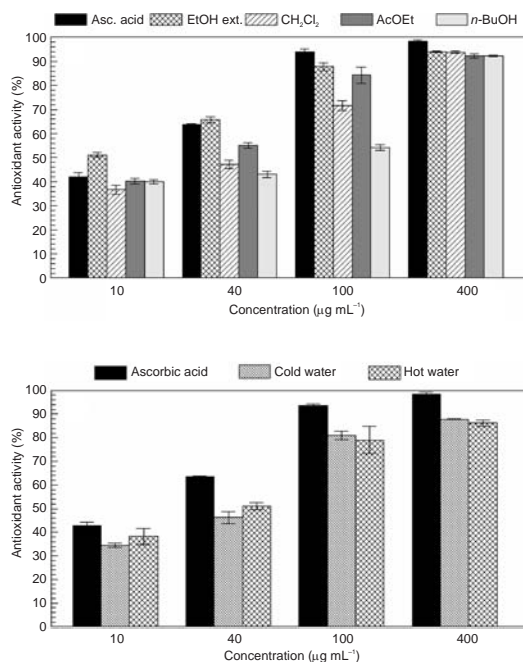 Asc. acid EtOH ext. CH₂Cl₂ AcOEt n-BuOH
Antioxidant activity (%)
100
90
80
70
60
50
40
30
20
10
0
10 40 100 400
Concentration (μg mL⁻¹)
Ascorbic acid Cold water Hot water
Antioxidant activity (%)
100
90
80
70
60
50
40
30
20
10
0
10 40 100 400
Concentration (μg mL⁻¹)